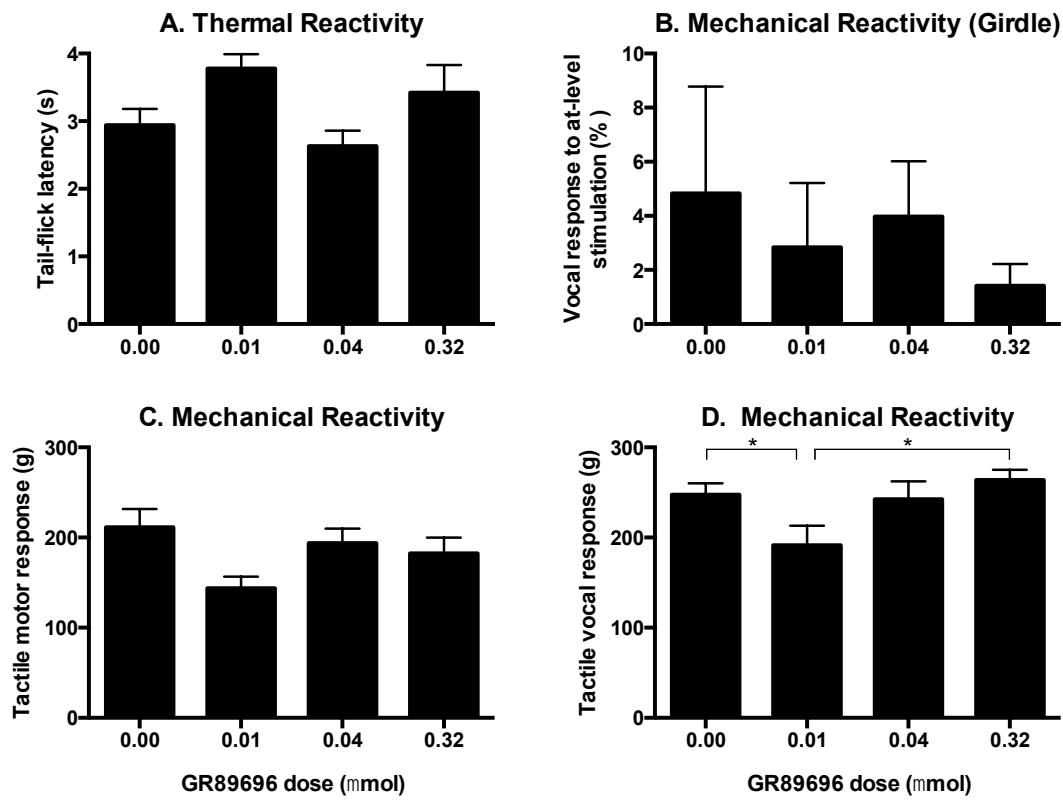 A. Thermal Reactivity
Tail-flick latency (s)
4
3
2
1
0
0.00 0.01 0.04 0.32
B. Mechanical Reactivity (Girdle)
Vocal response to at-level
stimulation (%)
10
8
6
4
2
0
0.00 0.01 0.04 0.32
C. Mechanical Reactivity
Tactile motor response (g)
300
200
100
0
0.00 0.01 0.04 0.32
GR89696 dose (mmol)
D. Mechanical Reactivity
Tactile vocal response (g)
300
200
100
0
* *
0.00 0.01 0.04 0.32
GR89696 dose (mmol)